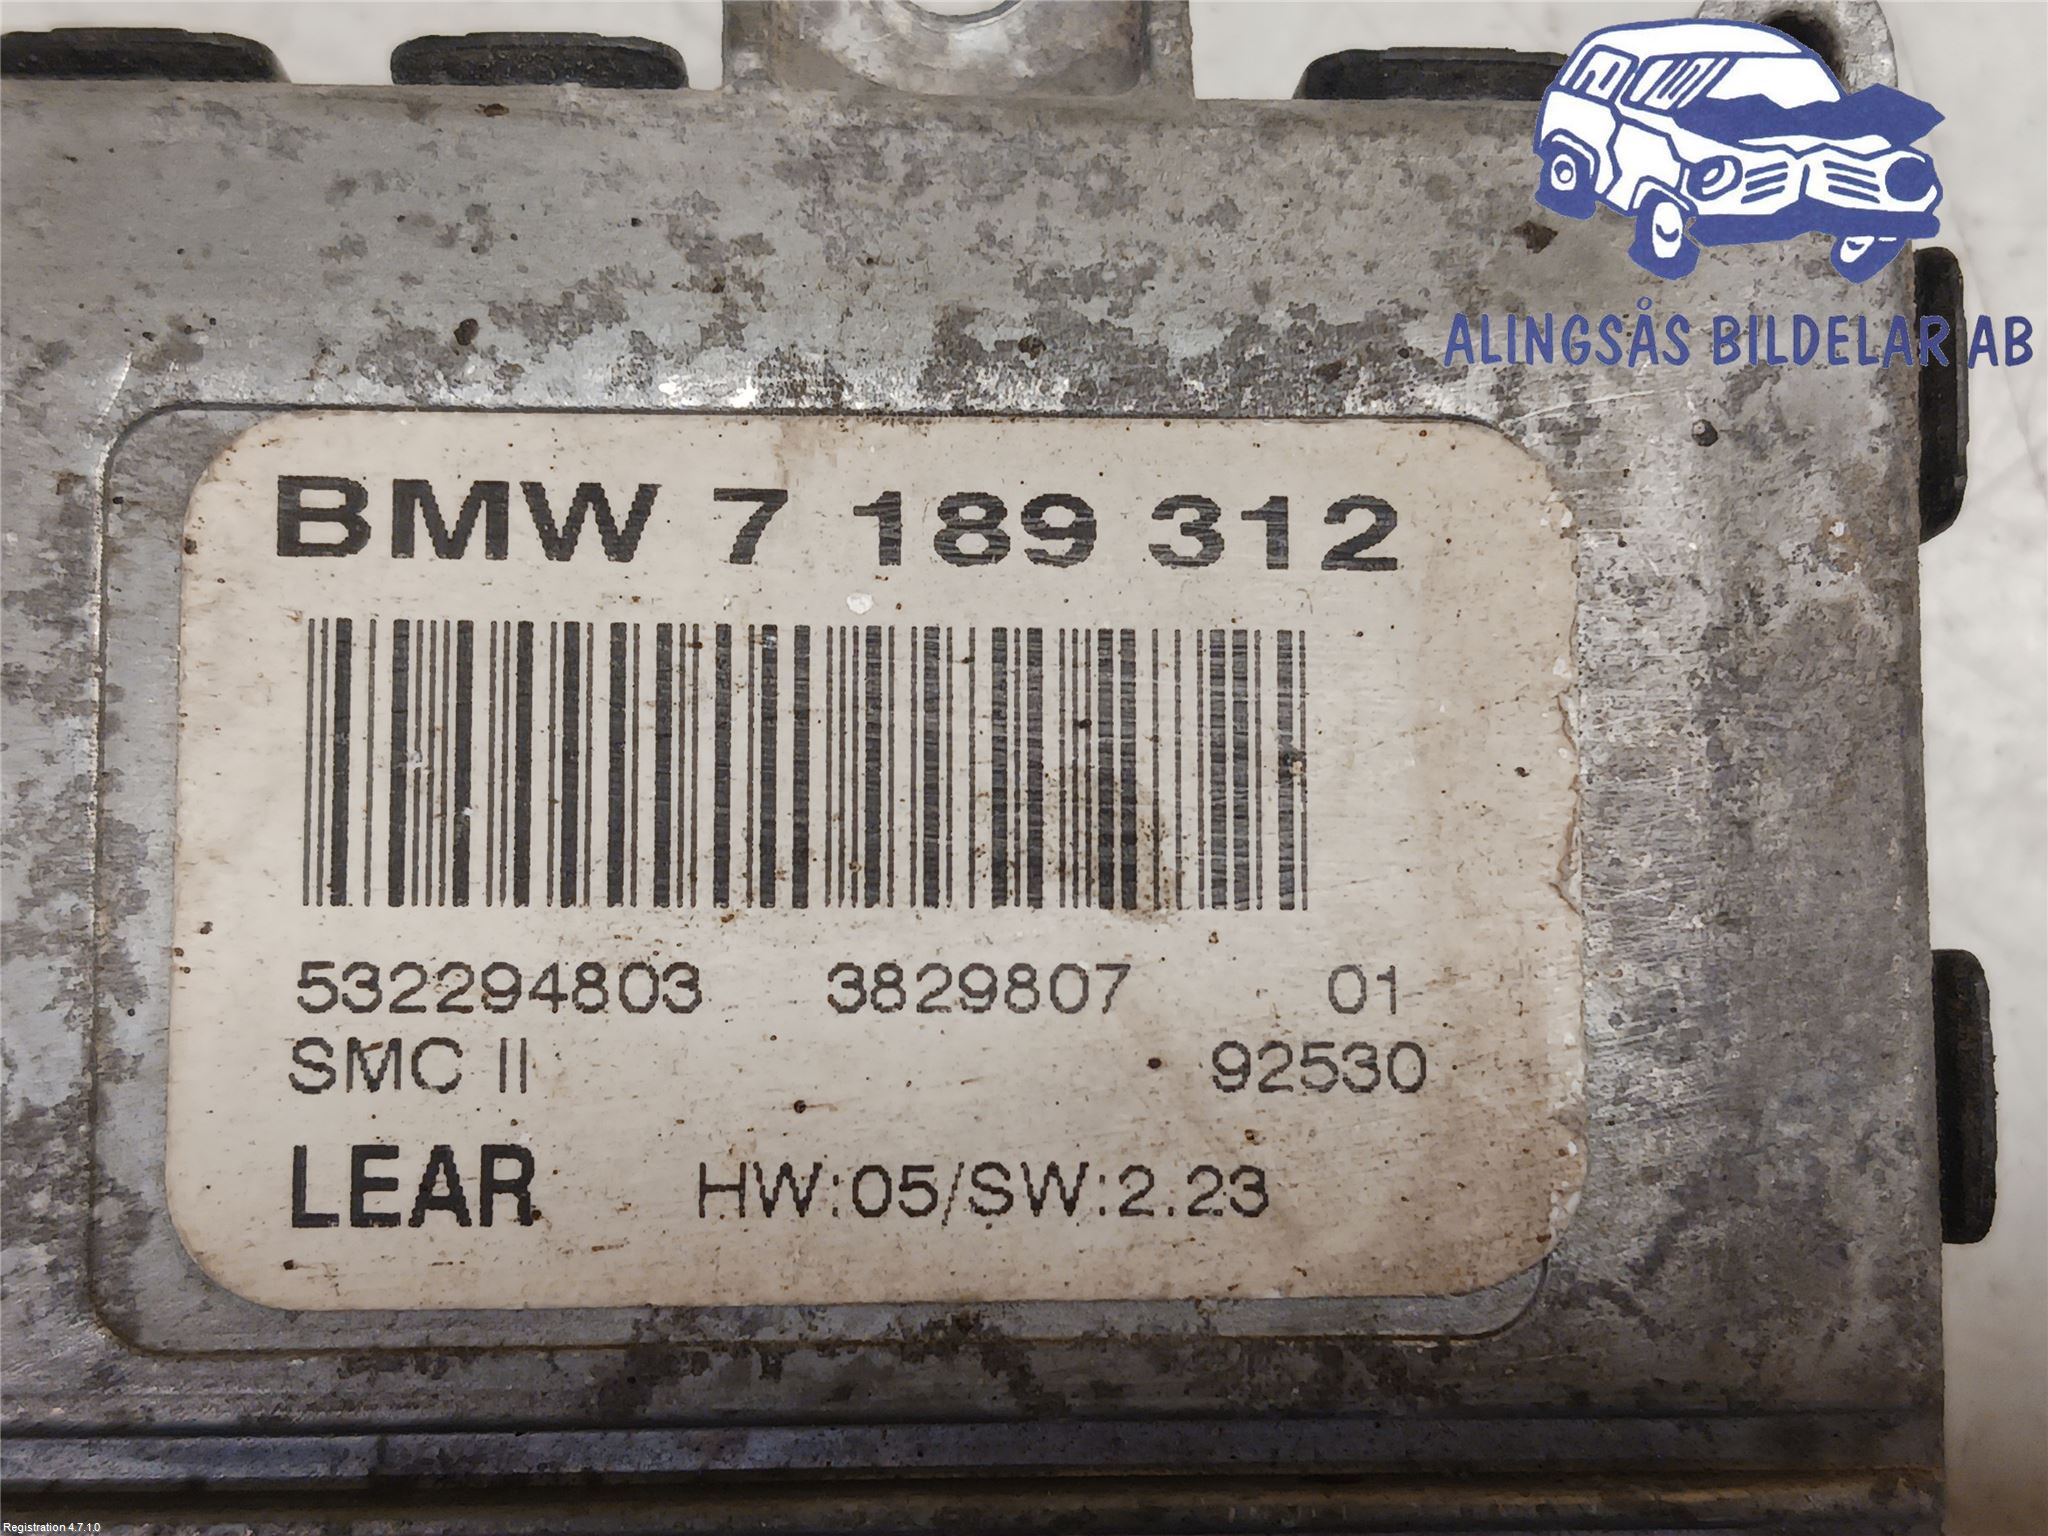 ALINGSÅS BILDELAR AB
BMW 7 189 312
532294803 3829807 01
SMC II 92530
LEAR HW:05/SW:2.23
Registration 4.7.1.0